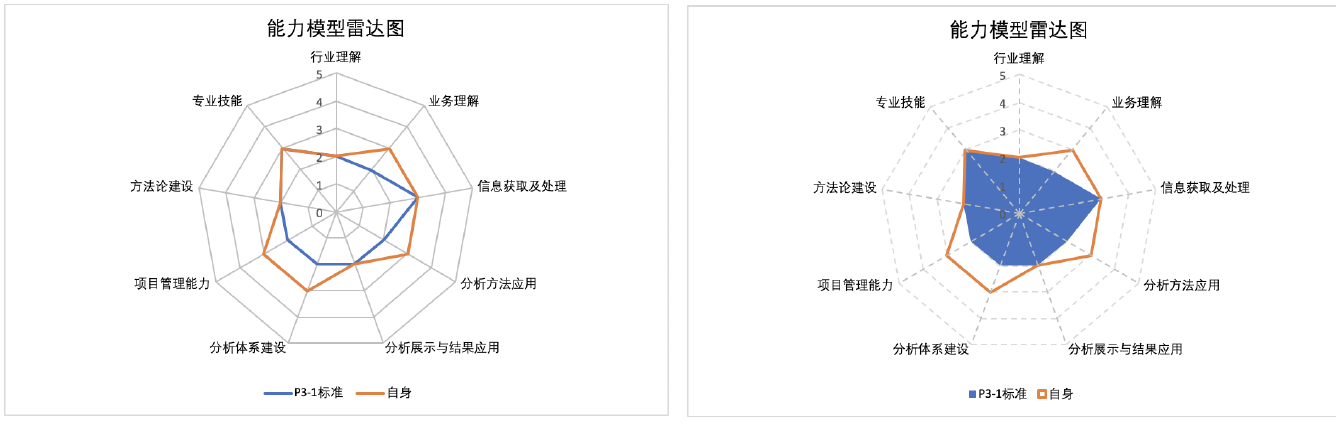 能力模型雷达图
行业理解
5
专业技能
业务理解
4
3
2
方法论建设
信息获取及处理
1
0
项目管理能力
分析方法应用
分析体系建设
分析展示与结果应用
P3-1标准 自身
能力模型雷达图
行业理解
5
专业技能
业务理解
4
3
2
方法论建设
信息获取及处理
1
0
项目管理能力
分析方法应用
分析体系建设
分析展示与结果应用
P3-1标准 自身